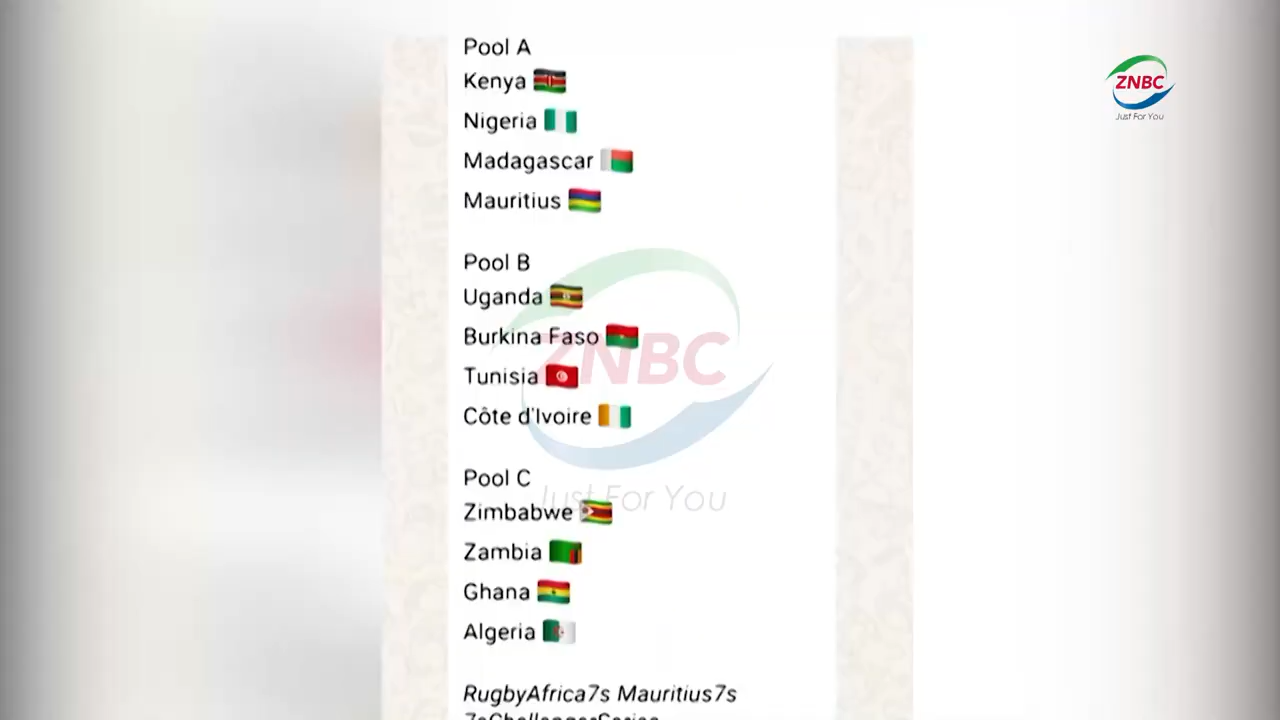 Pool A
Kenya 🇰🇪
Nigeria 🇳🇬
Madagascar 🇲🇬
Mauritius 🇲🇺
Pool B
Uganda 🇺🇬
Burkina Faso 🇧🇫
Tunisia 🇹🇳
Côte d'Ivoire 🇨🇮
Pool C
Zimbabwe 🇿🇼
Zambia 🇿🇲
Ghana 🇬🇭
Algeria 🇩🇿
RugbyAfrica7s Mauritius7s
7sChallengerSeries
ZNBC
Just For You
ZNBC
Just For You